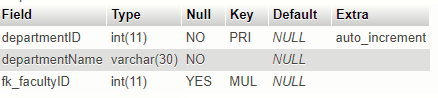 Field Type Null Key Default Extra
departmentID int(11) NO PRI NULL auto_increment
departmentName varchar(30) NO NULL
fk_facultyID int(11) YES MUL NULL